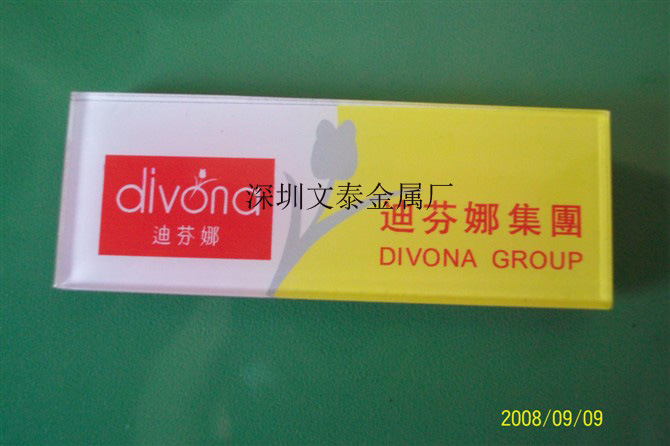 divona
迪芬娜
深圳文泰金属厂
迪芬娜集團
DIVONA GROUP
2008/09/09